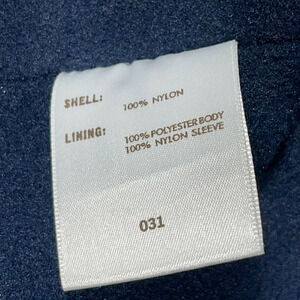 SHELL: 100% NYLON
LINING: 100% POLYESTER BODY
100% NYLON SLEEVE
031